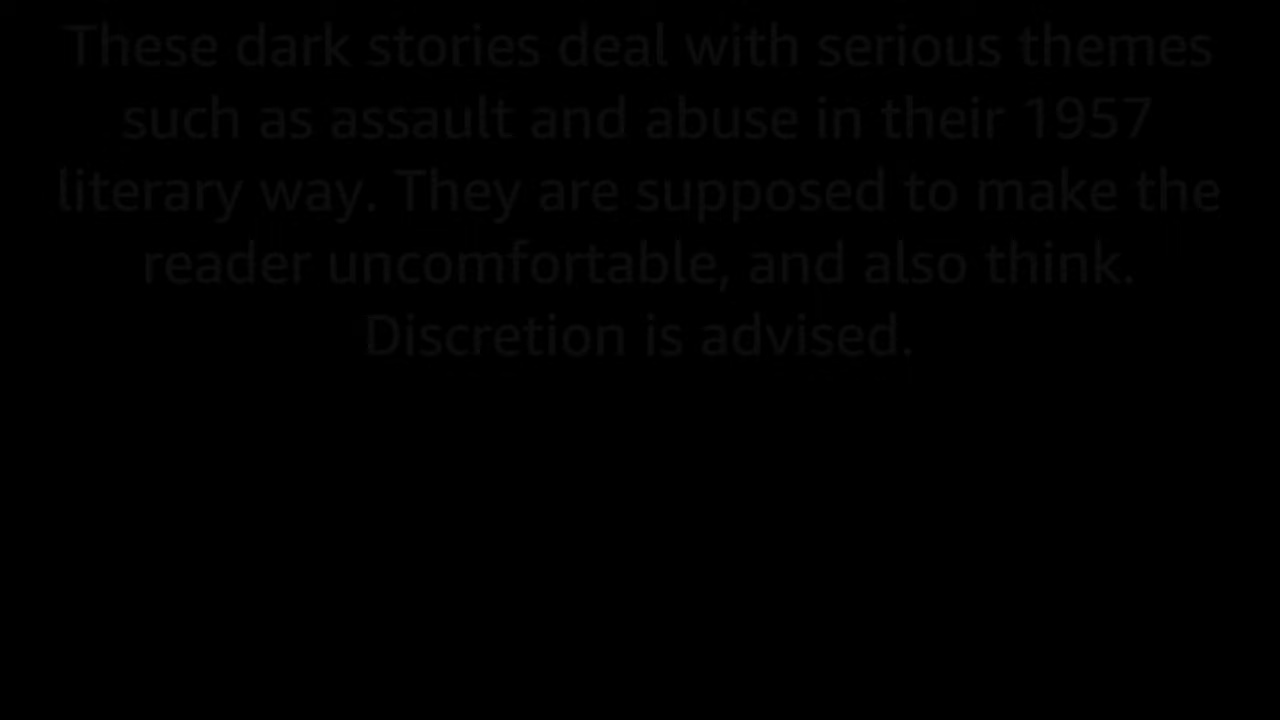 These dark stories deal with serious themes
such as assault and abuse in their 1957
literary way. They are supposed to make the
reader uncomfortable, and also think.
Discretion is advised.